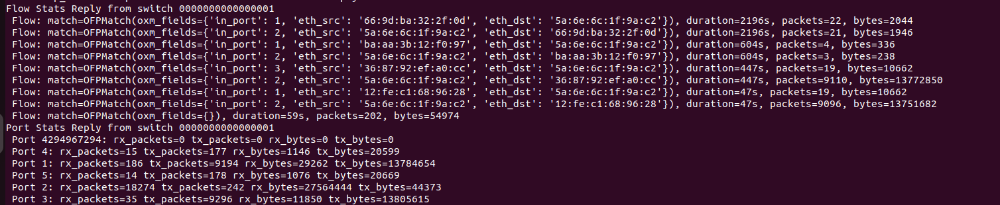 Flow Stats Reply from switch 0000000000000001
Flow: match=OFPMatch(oxm_fields={'in_port': 1, 'eth_src': '66:9d:ba:32:2f:0d', 'eth_dst': '5a:6e:6c:1f:9a:c2'}), duration=2196s, packets=22, bytes=2044
Flow: match=OFPMatch(oxm_fields={'in_port': 2, 'eth_src': '5a:6e:6c:1f:9a:c2', 'eth_dst': '66:9d:ba:32:2f:0d'}), duration=2196s, packets=21, bytes=1946
Flow: match=OFPMatch(oxm_fields={'in_port': 1, 'eth_src': 'ba:aa:3b:12:f0:97', 'eth_dst': '5a:6e:6c:1f:9a:c2'}), duration=604s, packets=4, bytes=336
Flow: match=OFPMatch(oxm_fields={'in_port': 2, 'eth_src': '5a:6e:6c:1f:9a:c2', 'eth_dst': 'ba:aa:3b:12:f0:97'}), duration=604s, packets=3, bytes=238
Flow: match=OFPMatch(oxm_fields={'in_port': 3, 'eth_src': '36:87:92:ef:a0:cc', 'eth_dst': '5a:6e:6c:1f:9a:c2'}), duration=447s, packets=19, bytes=10662
Flow: match=OFPMatch(oxm_fields={'in_port': 2, 'eth_src': '5a:6e:6c:1f:9a:c2', 'eth_dst': '36:87:92:ef:a0:cc'}), duration=447s, packets=9110, bytes=13772850
Flow: match=OFPMatch(oxm_fields={'in_port': 1, 'eth_src': '12:fe:c1:68:96:28', 'eth_dst': '5a:6e:6c:1f:9a:c2'}), duration=47s, packets=19, bytes=10662
Flow: match=OFPMatch(oxm_fields={'in_port': 2, 'eth_src': '5a:6e:6c:1f:9a:c2', 'eth_dst': '12:fe:c1:68:96:28'}), duration=47s, packets=9096, bytes=13751682
Flow: match=OFPMatch(oxm_fields={}), duration=59s, packets=202, bytes=54974
Port Stats Reply from switch 0000000000000001
Port 4294967294: rx_packets=0 tx_packets=0 rx_bytes=0 tx_bytes=0
Port 4: rx_packets=15 tx_packets=177 rx_bytes=1146 tx_bytes=20599
Port 1: rx_packets=186 tx_packets=9194 rx_bytes=29262 tx_bytes=13784654
Port 5: rx_packets=14 tx_packets=178 rx_bytes=1076 tx_bytes=20669
Port 2: rx_packets=18274 tx_packets=242 rx_bytes=27564444 tx_bytes=44373
Port 3: rx_packets=35 tx_packets=9296 rx_bytes=11850 tx_bytes=13805615